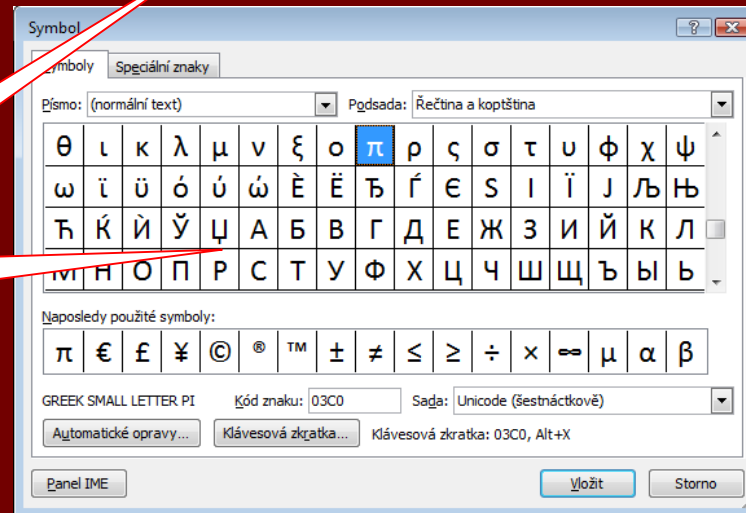 Symbol
Symboly Speciální znaky
Písmo: (normální text) Podsada: Řečtina a koptština
θ ι κ λ μ ν ξ ο π ρ ς σ τ υ φ χ ψ
ω ϊ ϋ ό ύ ώ Ѐ Ё Ђ Ѓ Є Ѕ І Ї Ј Љ Њ
Ћ Ќ Ѝ Ў Џ А Б В Г Д Е Ж З И Й К Л
М Н О П Р С Т У Ф Х Ц Ч Ш Щ Ъ Ы Ь
Naposledy použité symboly:
π € £ ¥ © ® ™ ± ≠ ≤ ≥ ÷ × ∞ µ α β
GREEK SMALL LETTER PI Kód znaku: 03C0 Sada: Unicode (šestnáctkově)
Automatické opravy... Klávesová zkratka... Klávesová zkratka: 03C0, Alt+X
Panel IME Vložit Storno